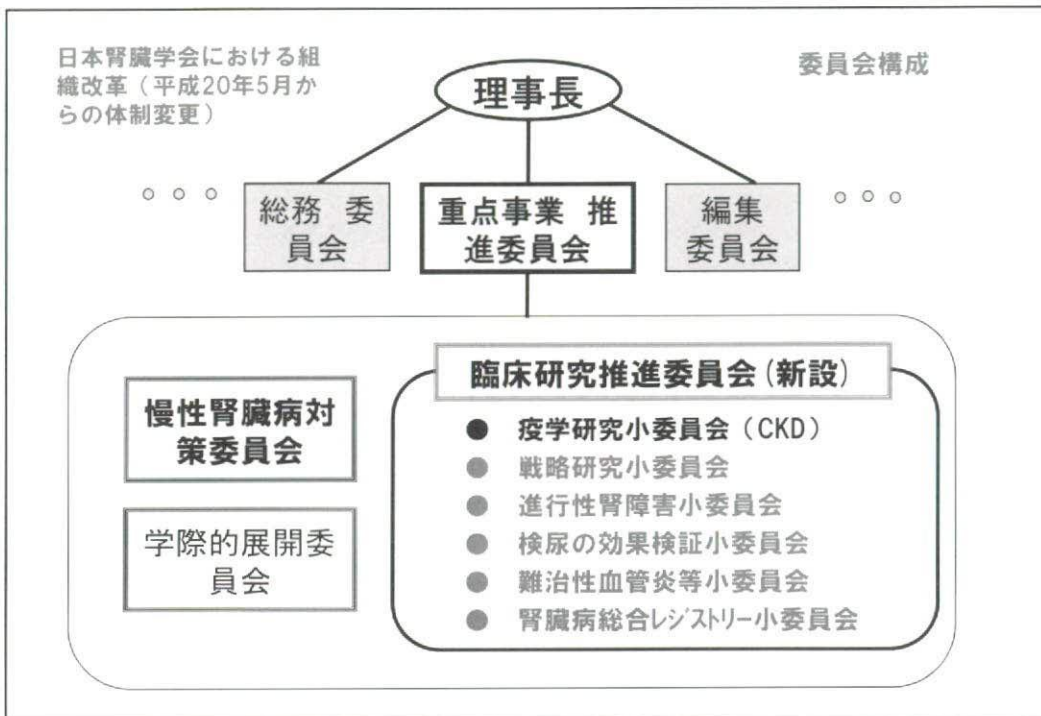 日本腎臓学会における組
織改革（平成20年5月か
らの体制変更）
委員会構成
理事長
○ ○ ○
総務 委
員会
重点事業 推
進委員会
編集
委員会
○ ○ ○
慢性腎臓病対
策委員会
学際的展開委
員会
臨床研究推進委員会（新設）
● 疫学研究小委員会（CKD）
● 戦略研究小委員会
● 進行性腎障害小委員会
● 検尿の効果検証小委員会
● 難治性血管炎等小委員会
● 腎臓病総合レジストリー小委員会